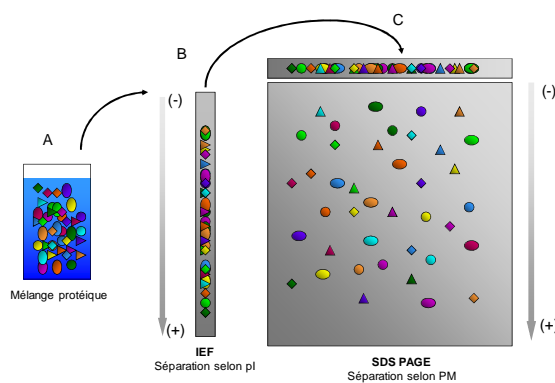 A
B
C
(-)
(-)
Mélange protéique
(+)
(+)
IEF
Séparation selon pI
SDS PAGE
Séparation selon PM